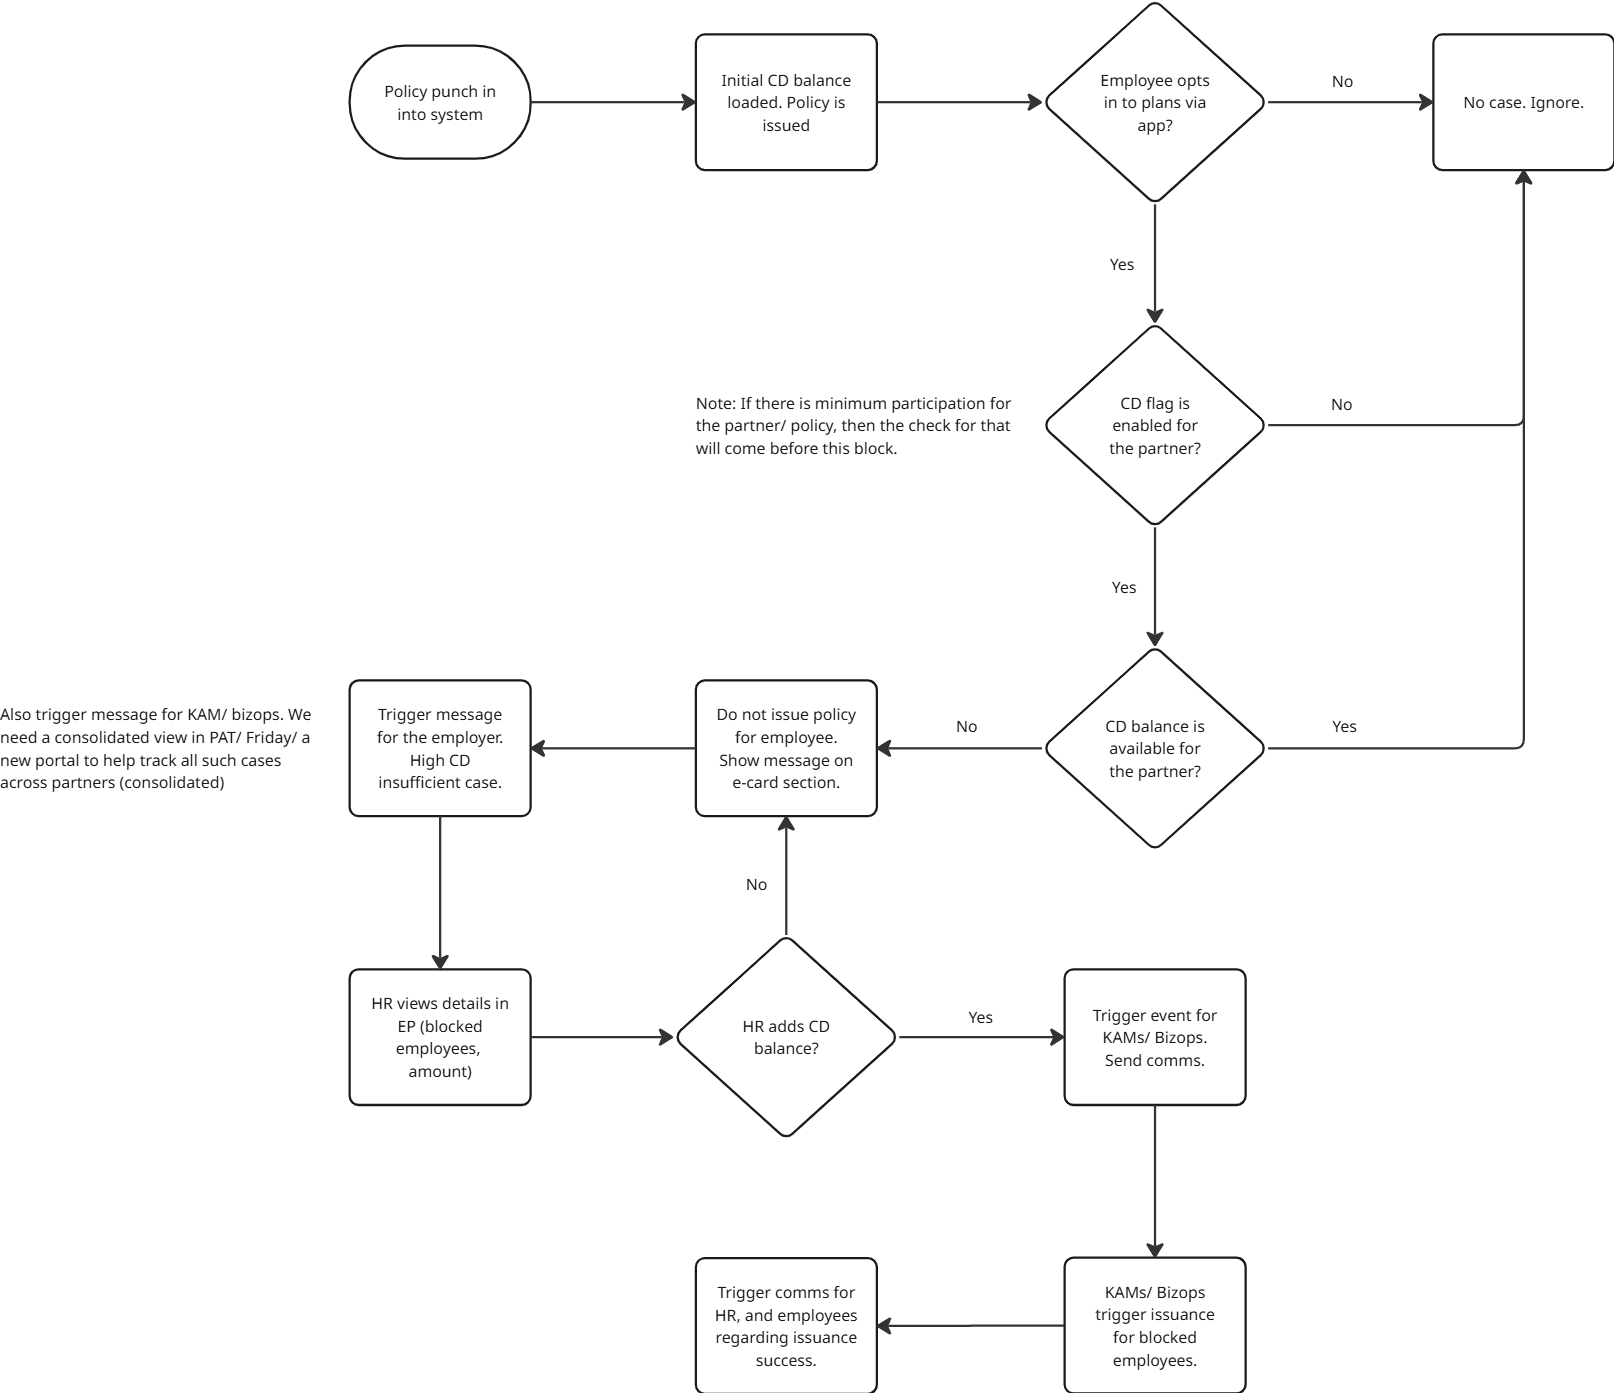 Policy punch in
into system
Initial CD balance
loaded. Policy is
issued
Employee opts
in to plans via
app?
No
No case. Ignore.
Yes
Note: If there is minimum participation for
the partner/ policy, then the check for that
will come before this block.
CD flag is
enabled for
the partner?
No
Yes
Also trigger message for KAM/ bizops. We
need a consolidated view in PAT/ Friday/ a
new portal to help track all such cases
across partners (consolidated)
Trigger message
for the employer.
High CD
insufficient case.
Do not issue policy
for employee.
Show message on
e-card section.
No
CD balance is
available for
the partner?
Yes
No
HR views details in
EP (blocked
employees,
amount)
HR adds CD
balance?
Yes
Trigger event for
KAMs/ Bizops.
Send comms.
Trigger comms for
HR, and employees
regarding issuance
success.
KAMs/ Bizops
trigger issuance
for blocked
employees.